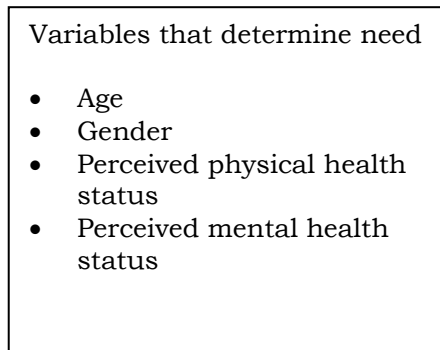 Variables that determine need
• Age
• Gender
• Perceived physical health
status
• Perceived mental health
status